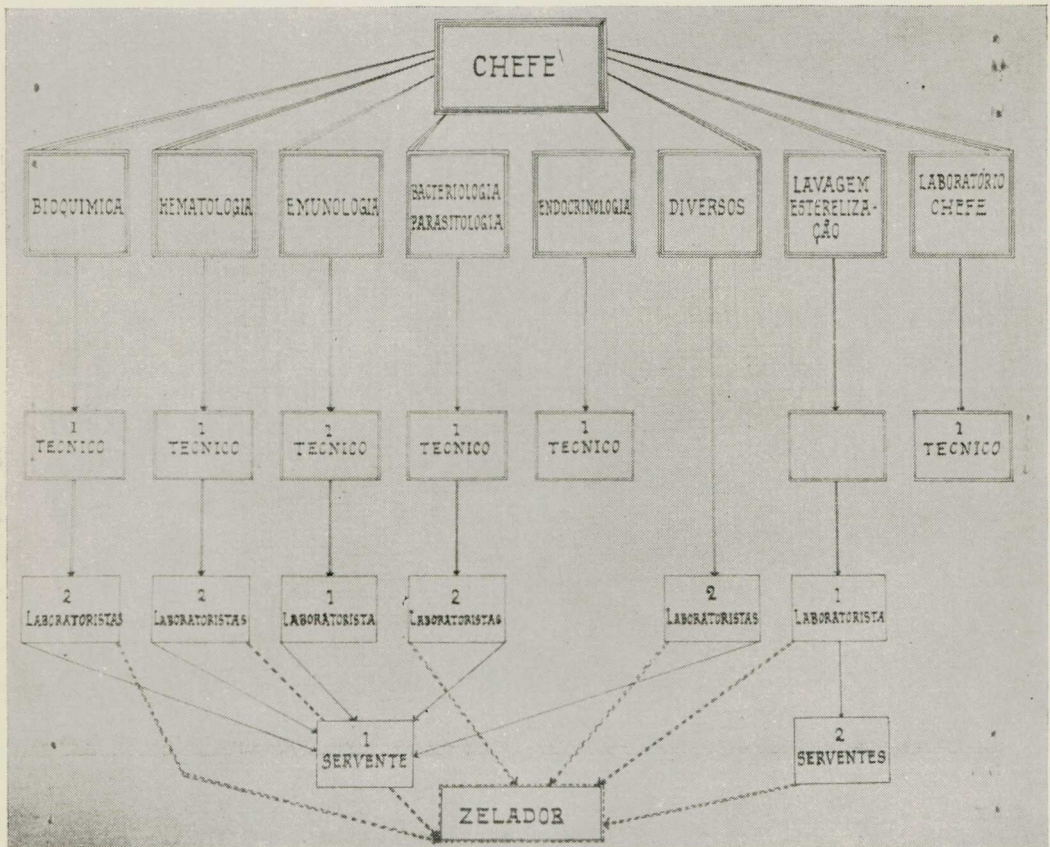 CHEFE
BIOQUIMICA
HEMATOLOGIA
EMUNOLOGIA
BACTERIOLOGIA
PARASITOLOGIA
ENDOCRINOLOGIA
DIVERSOS
LAVAGEM
ESTERELIZA-
ÇÃO
LABORATÓRIO
CHEFE
1
TECNICO
1
TECNICO
1
TECNICO
1
TECNICO
1
TECNICO
1
TECNICO
2
LABORATORISTAS
2
LABORATORISTAS
1
LABORATORISTA
2
LABORATORISTAS
2
LABORATORISTAS
1
LABORATORISTA
1
SERVENTE
2
SERVENTES
ZELADOR